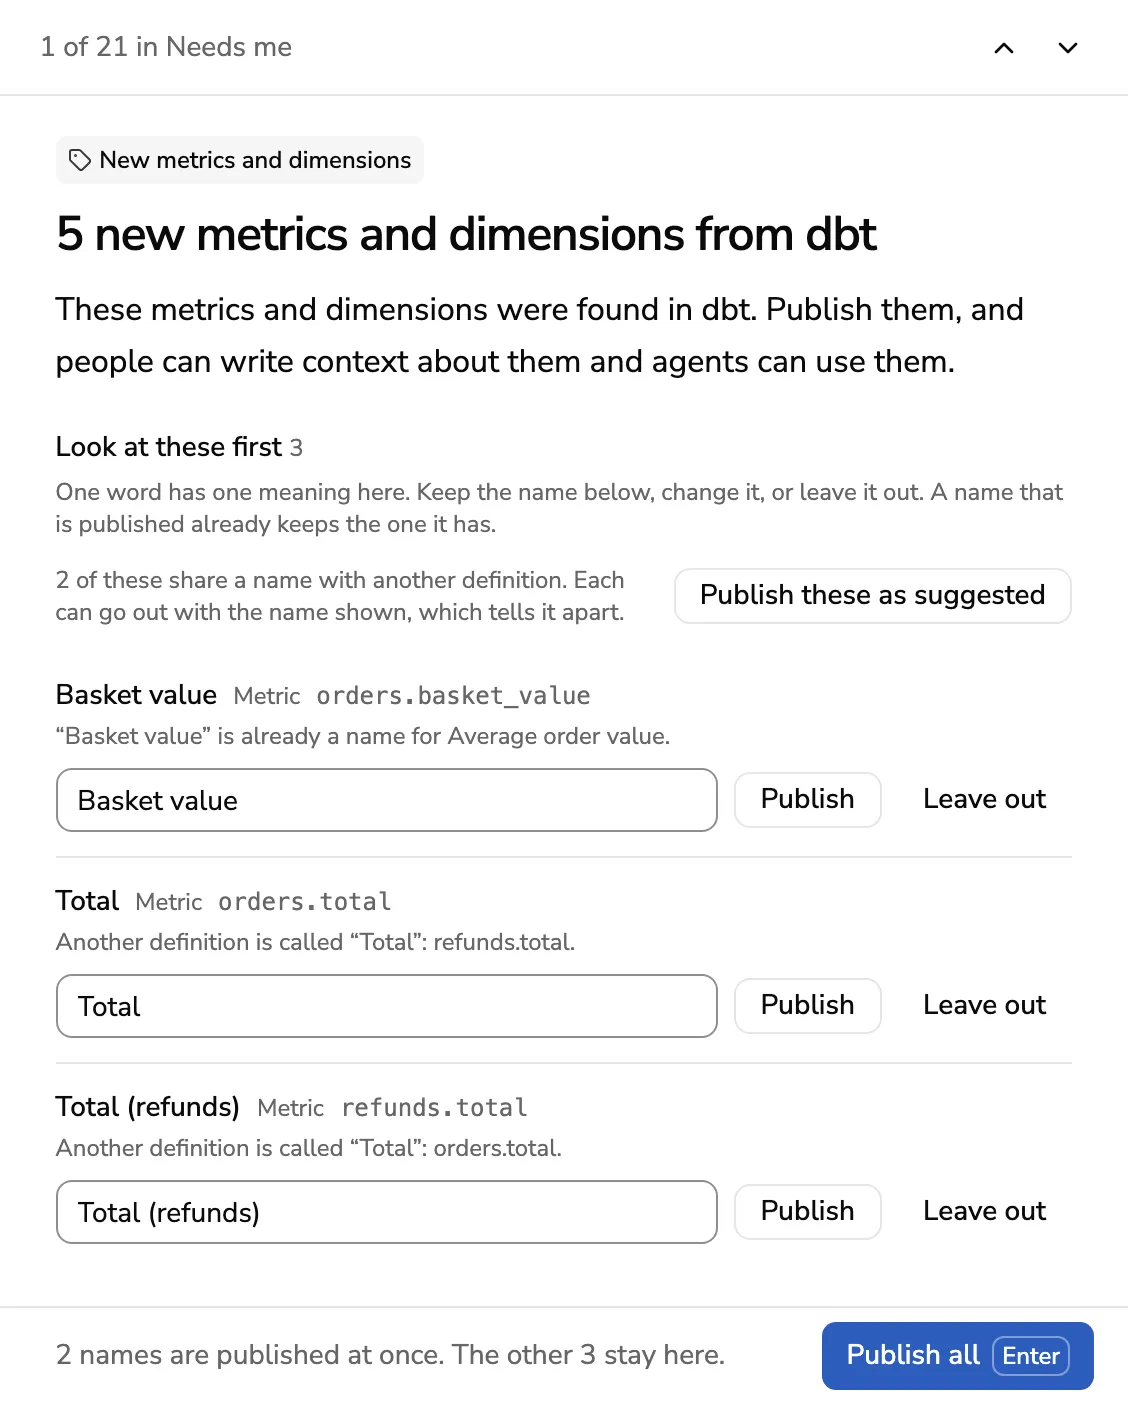 1 of 21 in Needs me
New metrics and dimensions
5 new metrics and dimensions from dbt
These metrics and dimensions were found in dbt. Publish them, and
people can write context about them and agents can use them.
Look at these first 3
One word has one meaning here. Keep the name below, change it, or leave it out. A name that
is published already keeps the one it has.
2 of these share a name with another definition. Each
can go out with the name shown, which tells it apart.
Publish these as suggested
Basket value Metric orders.basket_value
“Basket value” is already a name for Average order value.
Basket value Publish Leave out
Total Metric orders.total
Another definition is called “Total”: refunds.total.
Total Publish Leave out
Total (refunds) Metric refunds.total
Another definition is called “Total”: orders.total.
Total (refunds) Publish Leave out
2 names are published at once. The other 3 stay here.
Publish all Enter